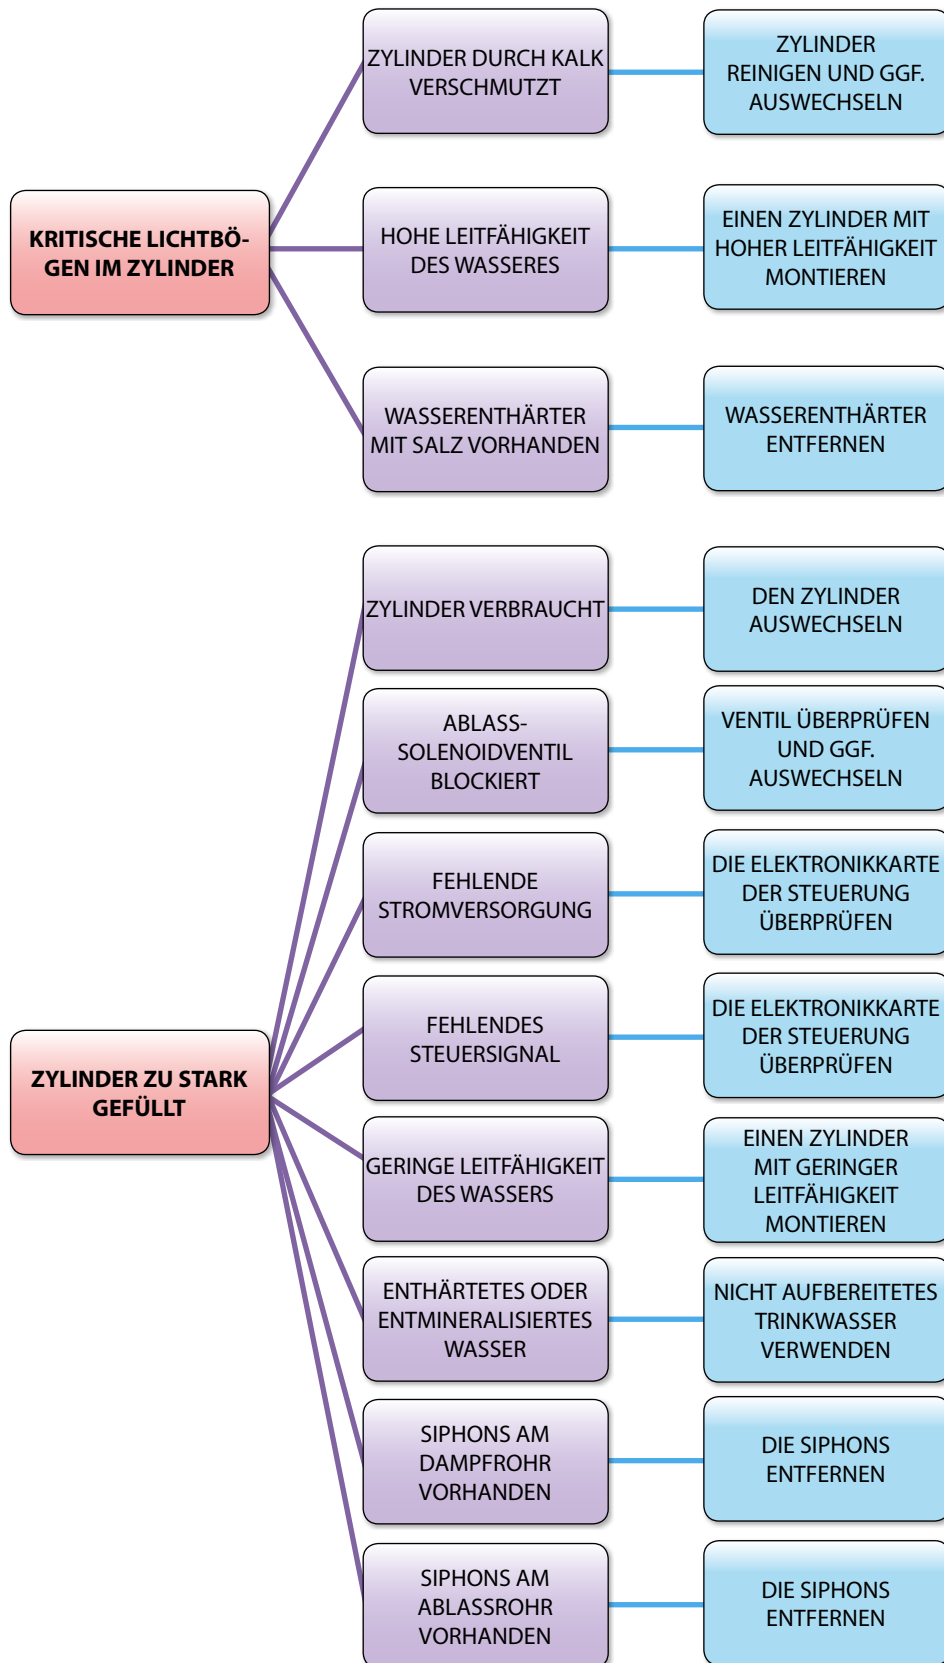 ZYLINDER DURCH KALK
VERSCHMUTZT
ZYLINDER
REINIGEN UND GGF.
AUSWECHSELN
KRITISCHE LICHTBÖ-
GEN IM ZYLINDER
HOHE LEITFÄHIGKEIT
DES WASSERES
EINEN ZYLINDER MIT
HOHER LEITFÄHIGKEIT
MONTIEREN
WASSERENTHÄRTER
MIT SALZ VORHANDEN
WASSERENTHÄRTER
ENTFERNEN
ZYLINDER VERBRAUCHT
DEN ZYLINDER
AUSWECHSELN
ABLASS-
SOLENOIDVENTIL
BLOCKIERT
VENTIL ÜBERPRÜFEN
UND GGF.
AUSWECHSELN
FEHLENDE
STROMVERSORGUNG
DIE ELEKTRONIKKARTE
DER STEUERUNG
ÜBERPRÜFEN
FEHLENDES
STEUERSIGNAL
DIE ELEKTRONIKKARTE
DER STEUERUNG
ÜBERPRÜFEN
ZYLINDER ZU STARK
GEFÜLLT
GERINGE LEITFÄHIGKEIT
DES WASSERS
EINEN ZYLINDER
MIT GERINGER
LEITFÄHIGKEIT
MONTIEREN
ENTHÄRTETES ODER
ENTMINERALISIERTES
WASSER
NICHT AUFBEREITETES
TRINKWASSER
VERWENDEN
SIPHONS AM
DAMPFROHR
VORHANDEN
DIE SIPHONS
ENTFERNEN
SIPHONS AM
ABLASSROHR
VORHANDEN
DIE SIPHONS
ENTFERNEN